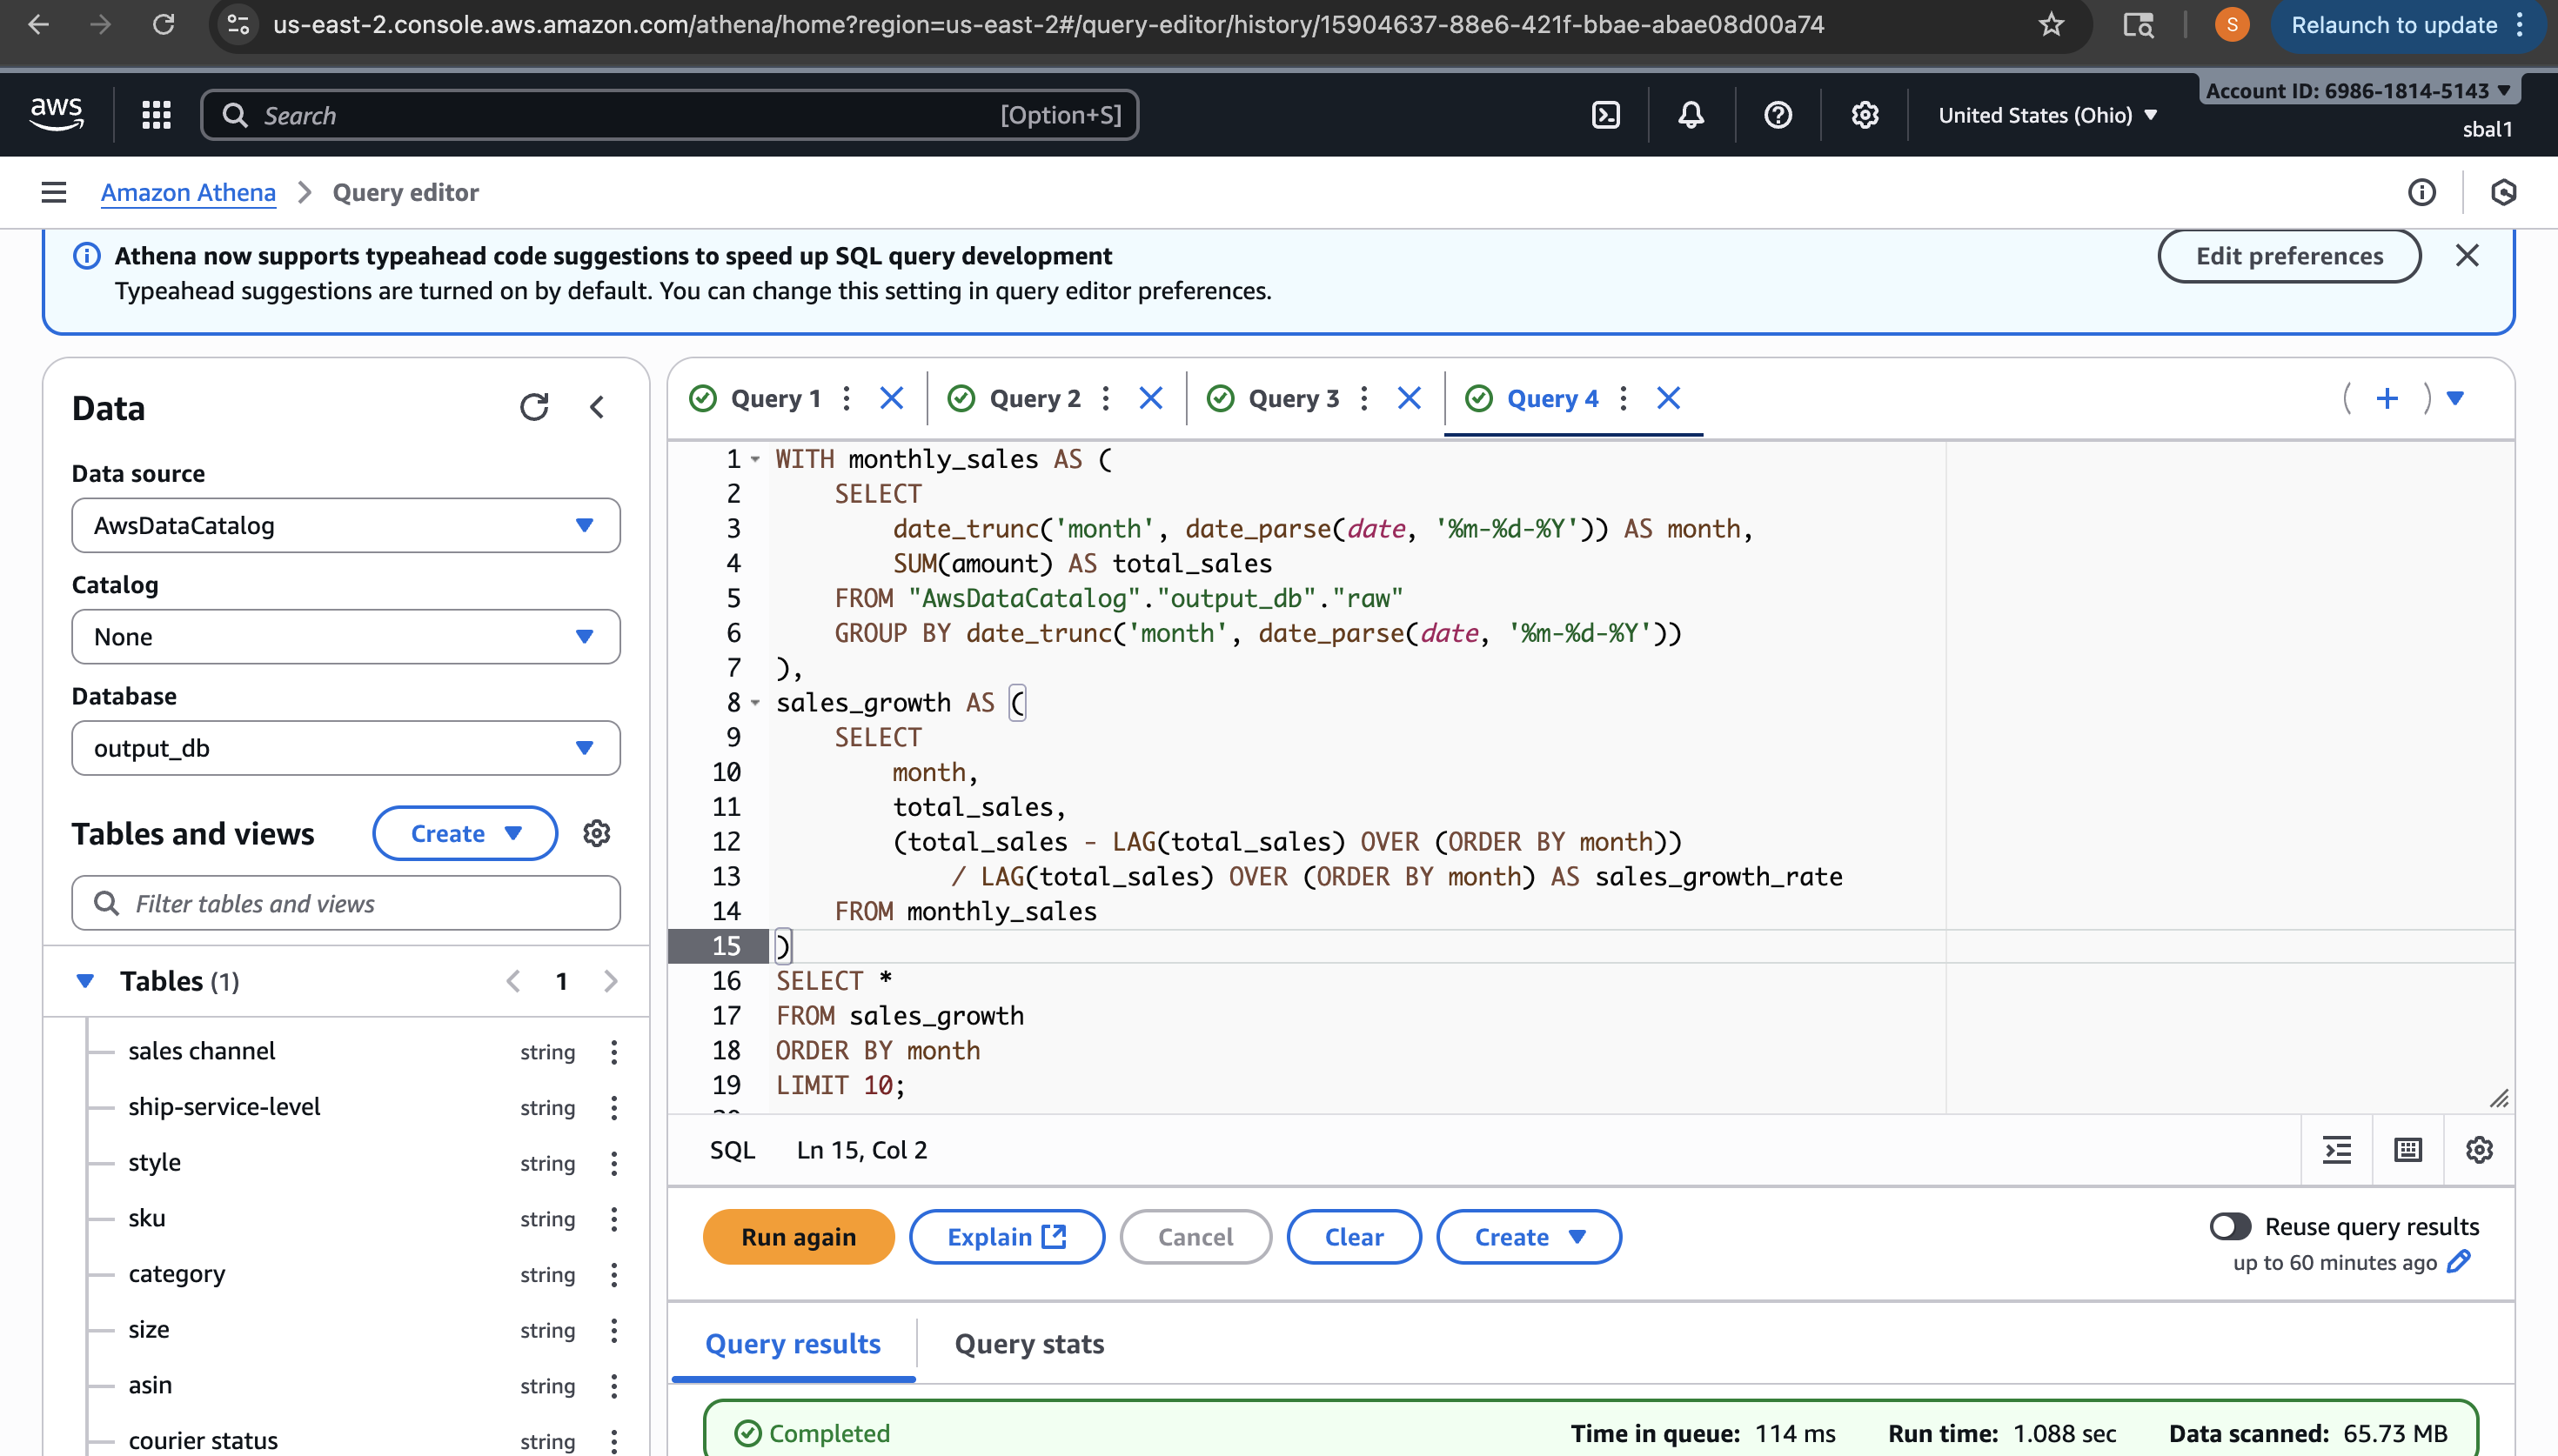 us-east-2.console.aws.amazon.com/athena/home?region=us-east-2#/query-editor/history/15904637-88e6-421f-bbae-abae08d00a74
S
Relaunch to update
aws
Search
[Option+S]
United States (Ohio)
Account ID: 6986-1814-5143
sbal1
Amazon Athena
Query editor
Athena now supports typeahead code suggestions to speed up SQL query development
Typeahead suggestions are turned on by default. You can change this setting in query editor preferences.
Edit preferences
Data
Data source
AwsDataCatalog
Catalog
None
Database
output_db
Tables and views
Create
Filter tables and views
Tables (1)
1
sales channel string
ship-service-level string
style string
sku string
category string
size string
asin string
courier status string
Query 1
Query 2
Query 3
Query 4
1 WITH monthly_sales AS (
2 SELECT
3 date_trunc('month', date_parse(date, '%m-%d-%Y')) AS month,
4 SUM(amount) AS total_sales
5 FROM "AwsDataCatalog"."output_db"."raw"
6 GROUP BY date_trunc('month', date_parse(date, '%m-%d-%Y'))
7 ),
8 sales_growth AS (
9 SELECT
10 month,
11 total_sales,
12 (total_sales - LAG(total_sales) OVER (ORDER BY month))
13 / LAG(total_sales) OVER (ORDER BY month) AS sales_growth_rate
14 FROM monthly_sales
15 )
16 SELECT *
17 FROM sales_growth
18 ORDER BY month
19 LIMIT 10;
SQL Ln 15, Col 2
Run again
Explain
Cancel
Clear
Create
Reuse query results
up to 60 minutes ago
Query results
Query stats
Completed
Time in queue: 114 ms
Run time: 1.088 sec
Data scanned: 65.73 MB